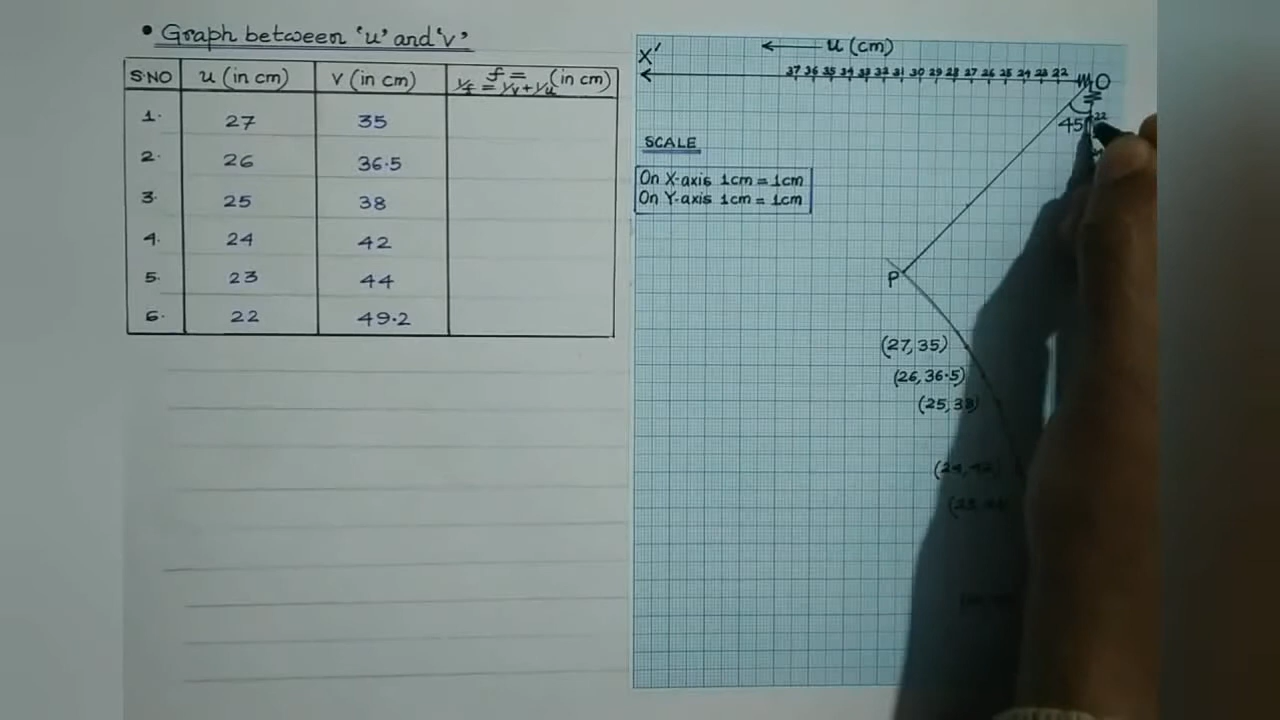 • Graph between 'u' and 'v'
S·NO u (in cm) v (in cm) f = (in cm)
1/f = 1/v + 1/u
1. 27 35
2. 26 36.5
3. 25 38
4. 24 42
5. 23 44
6. 22 49.2
u (cm)
X'
37 36 35 34 33 32 31 30 29 28 27 26 25 24 23 22
O
22
45
SCALE
On X-axis 1cm = 1cm
On Y-axis 1cm = 1cm
P
(27, 35)
(26, 36.5)
(25, 38)
(24, 42)